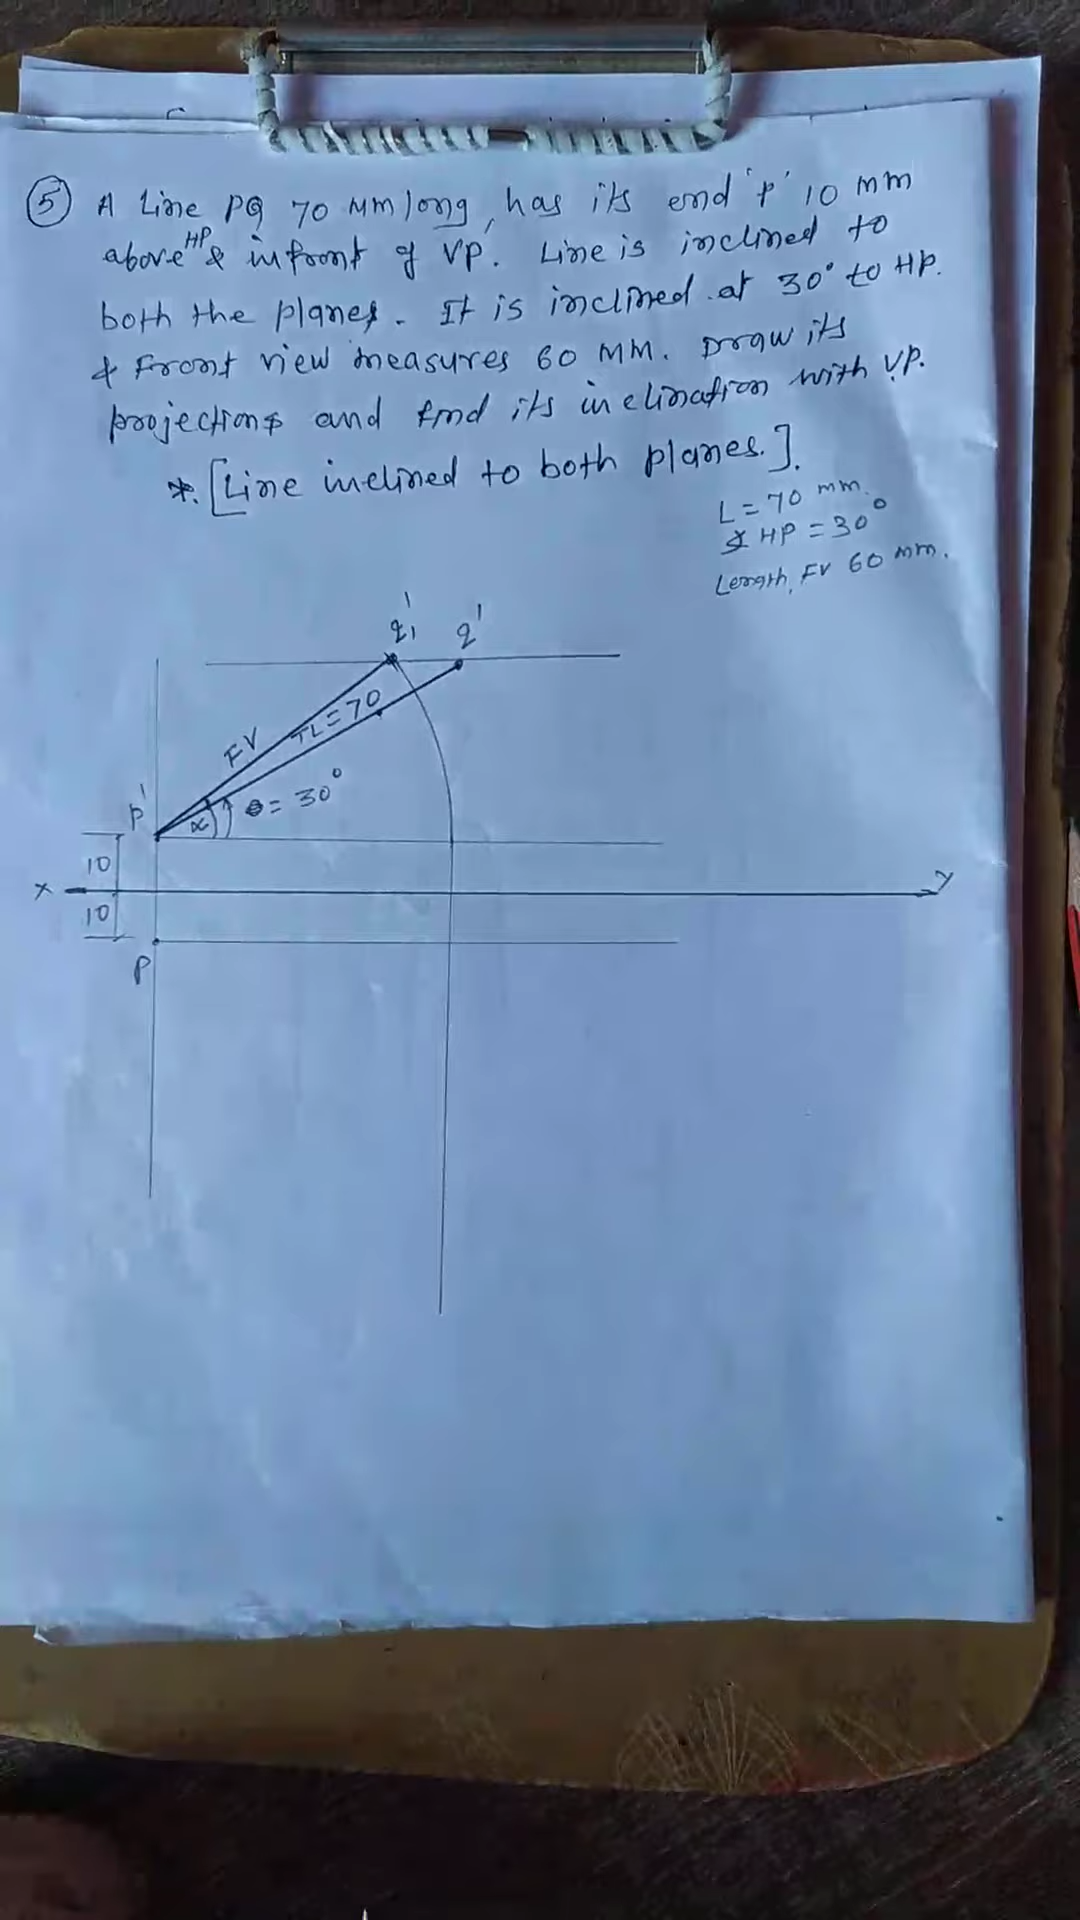 ⑤ A Line PQ 70 MM long, has its end 'P' 10 mm
above HP & infront of VP. Line is inclined to
both the planes. It is inclined at 30° to HP.
& Front view measures 60 MM. Draw its
projections and find its inclination with VP.
*. [Line inclined to both planes.].
L = 70 mm.
∠ HP = 30°
Length, FV 60 mm.
q₁' q'
FV TL = 70
p' α θ = 30°
10
x y
10
P